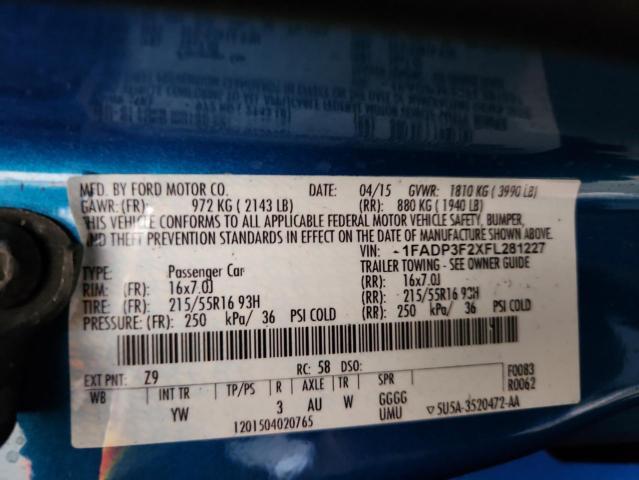 MFD. BY FORD MOTOR CO. DATE: 04/15 GVWR: 1810 KG ( 3990 LB)
GAWR: (FR): 972 KG ( 2143 LB) (RR): 880 KG ( 1940 LB)
THIS VEHICLE CONFORMS TO ALL APPLICABLE FEDERAL MOTOR VEHICLE SAFETY, BUMPER,
AND THEFT PREVENTION STANDARDS IN EFFECT ON THE DATE OF MANUFACTURE SHOWN ABOVE.
VIN: 1FADP3F2XFL281227
TYPE: Passenger Car TRAILER TOWING - SEE OWNER GUIDE
RIM: (FR): 16x7.0J (RR): 16x7.0J
TIRE: (FR): 215/55R16 93H (RR): 215/55R16 93H
PRESSURE: (FR): 250 kPa/ 36 PSI COLD (RR): 250 kPa/ 36 PSI COLD
EXT PNT: Z9 RC: 58 DSO: F0083
R0062
WB INT TR TP/PS R AXLE TR SPR
YW 3 AU W GGGG
UMU
1201504020765 ▽ 5U5A-3520472-AA